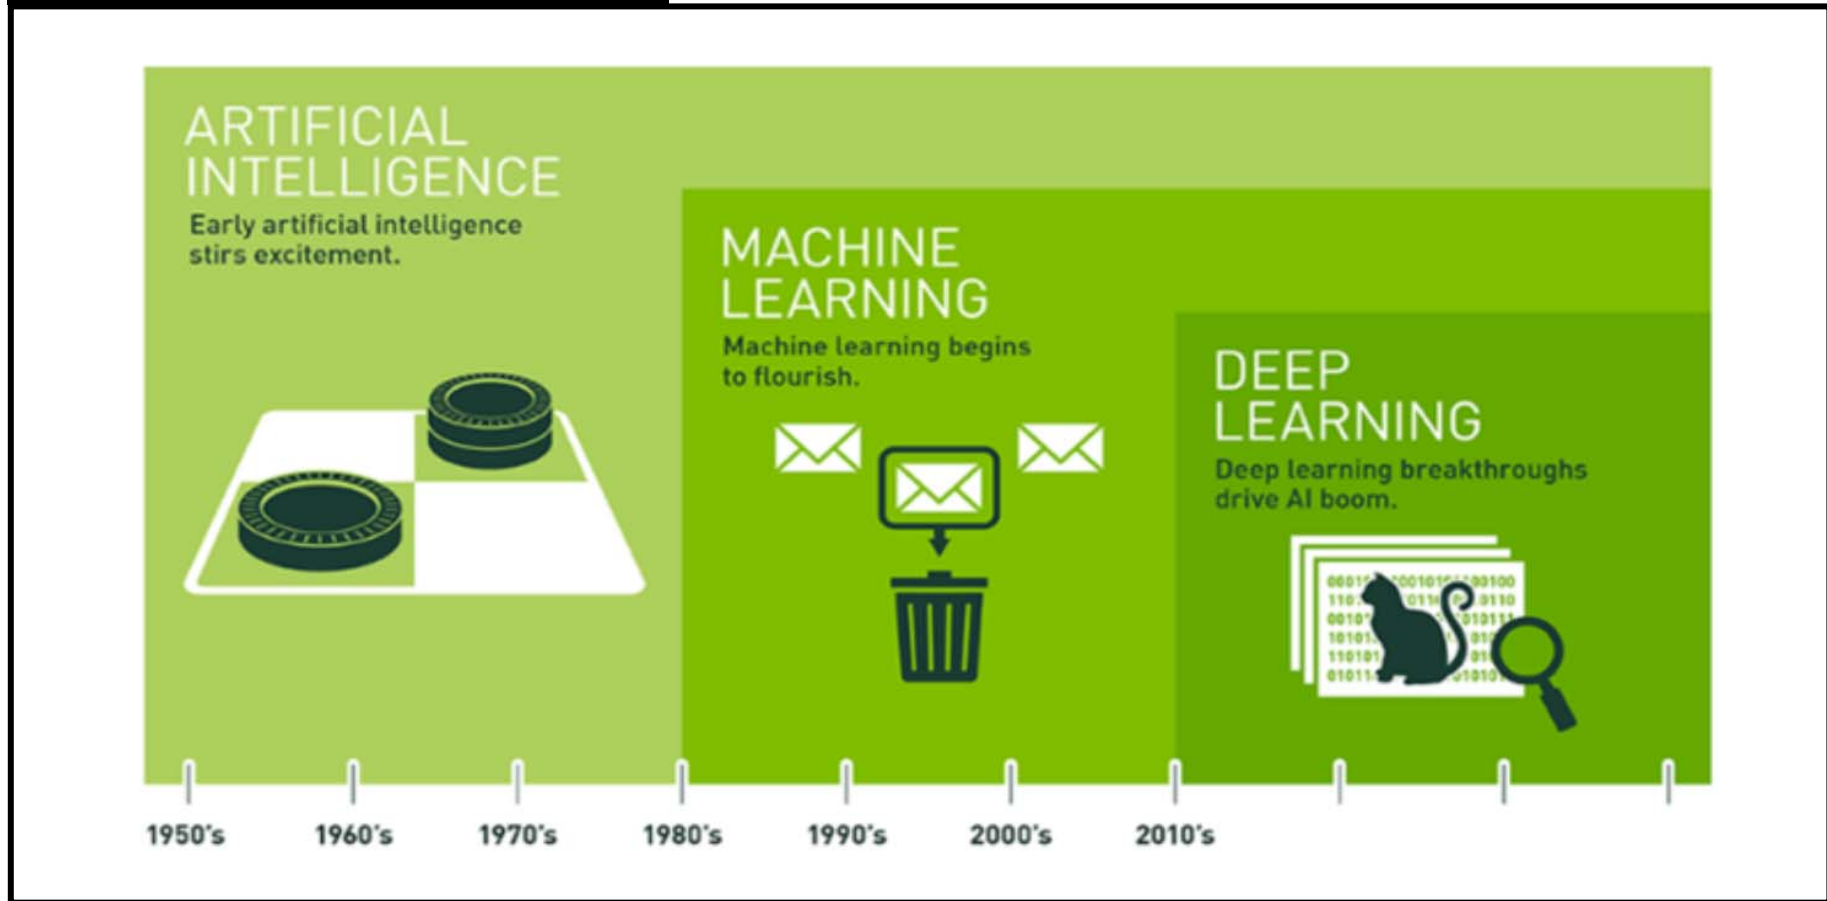 ARTIFICIAL
INTELLIGENCE
Early artificial intelligence
stirs excitement.
MACHINE
LEARNING
Machine learning begins
to flourish.
DEEP
LEARNING
Deep learning breakthroughs
drive AI boom.
1950's
1960's
1970's
1980's
1990's
2000's
2010's